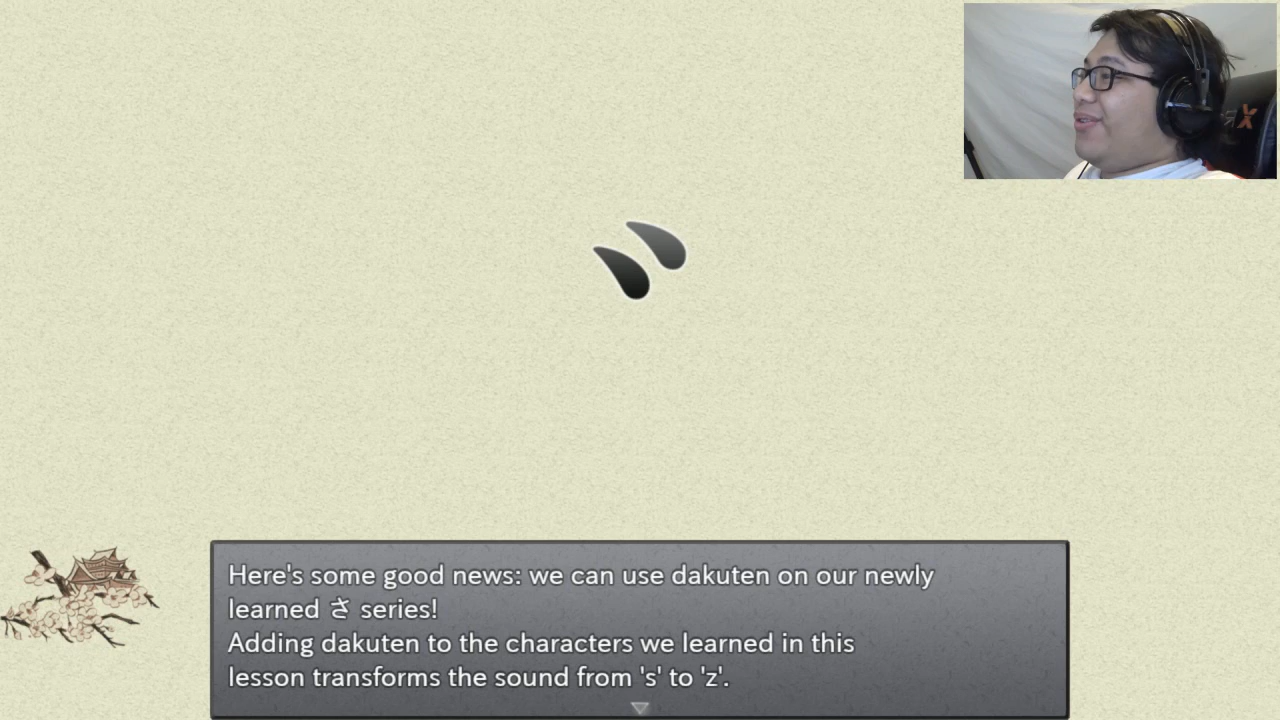 Here's some good news: we can use dakuten on our newly
learned さ series!
Adding dakuten to the characters we learned in this
lesson transforms the sound from 's' to 'z'.